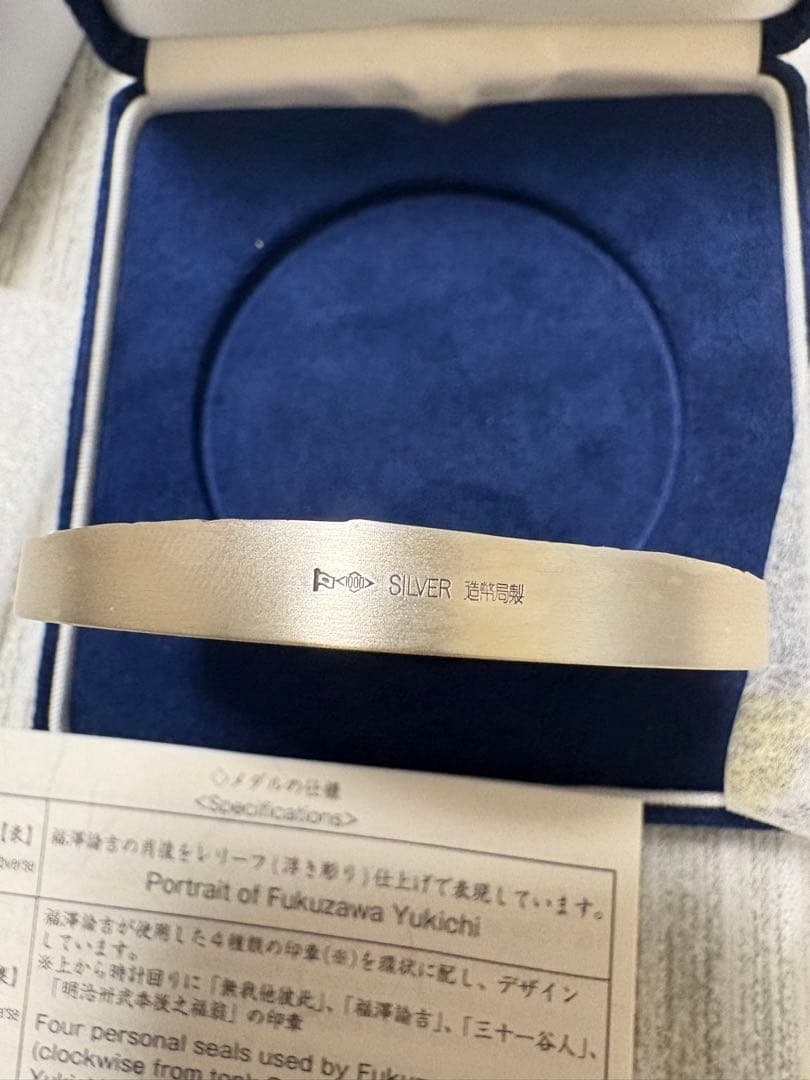 1000 SILVER 造幣局製
◇メダルの仕様
<Specifications>
【表】
福澤諭吉の肖像をレリーフ(浮き彫り)仕上げで表現しています。
Portrait of Fukuzawa Yukichi
福澤諭吉が使用した4種類の印章(※)を環状に配し、デザイン
しています。
※上から時計回りに「無我他彼此」、「福澤諭吉」、「三十一谷人」、
「明治卅弐季後之福翁」の印章
Four personal seals used by
(clockwise from